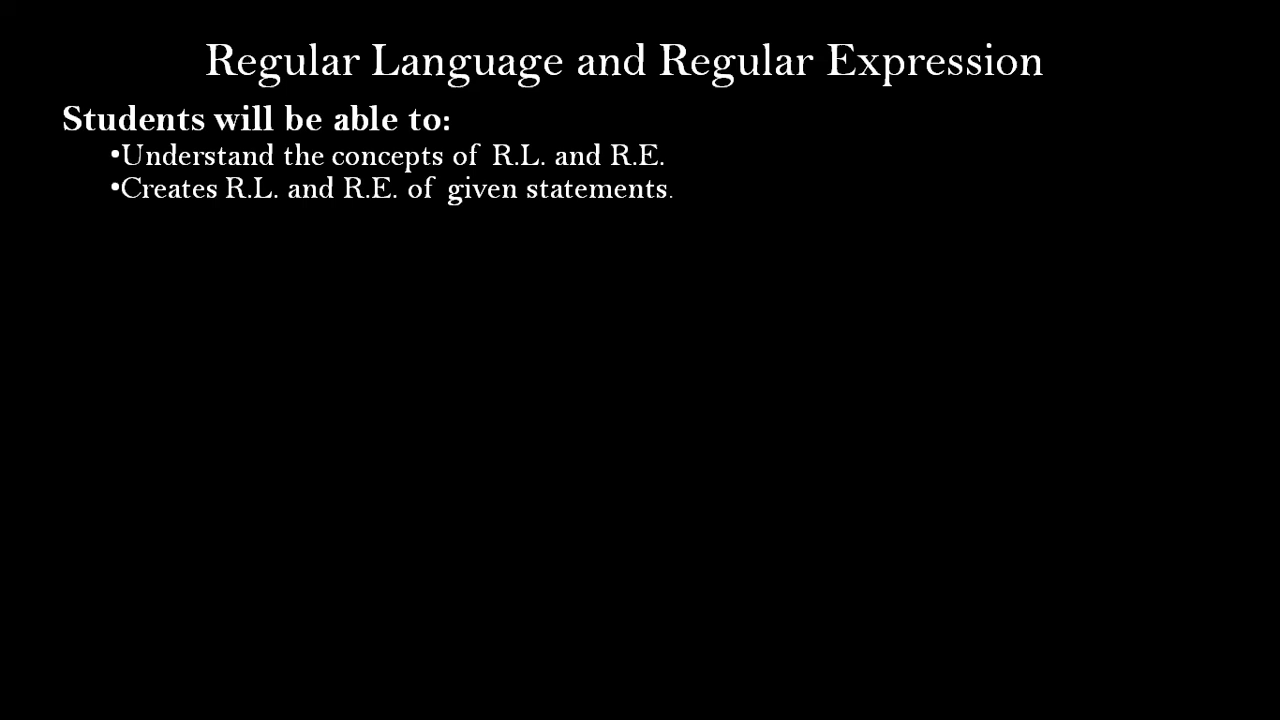 Regular Language and Regular Expression
Students will be able to:
•Understand the concepts of R.L. and R.E.
•Creates R.L. and R.E. of given statements.